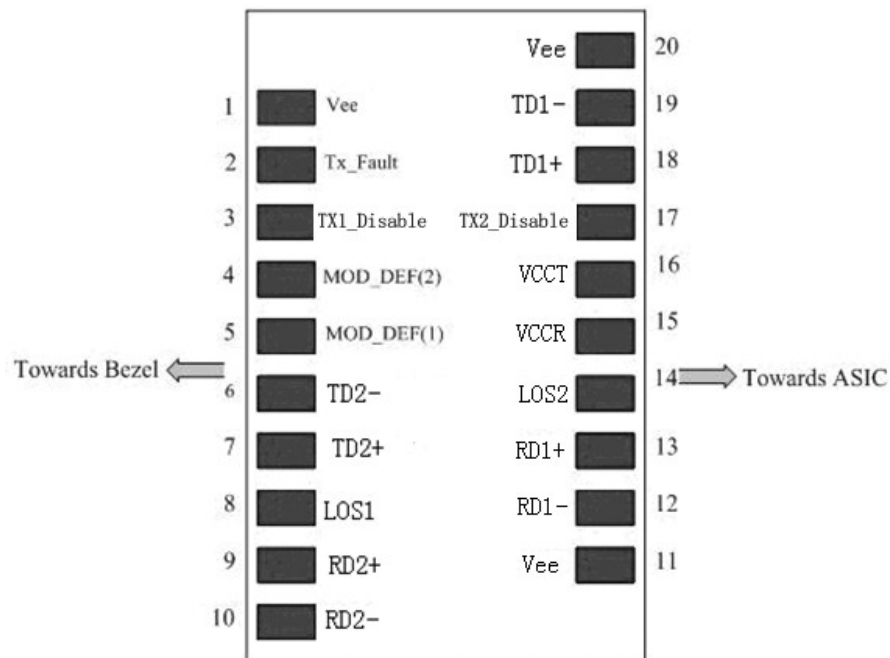 Vee 20
1 Vee TD1- 19
2 Tx_Fault TD1+ 18
3 TX1_Disable TX2_Disable 17
4 MOD_DEF(2) VCCT 16
5 MOD_DEF(1) VCCR 15
Towards Bezel
6 TD2- LOS2 14
Towards ASIC
7 TD2+ RD1+ 13
8 LOS1 RD1- 12
9 RD2+ Vee 11
10 RD2-